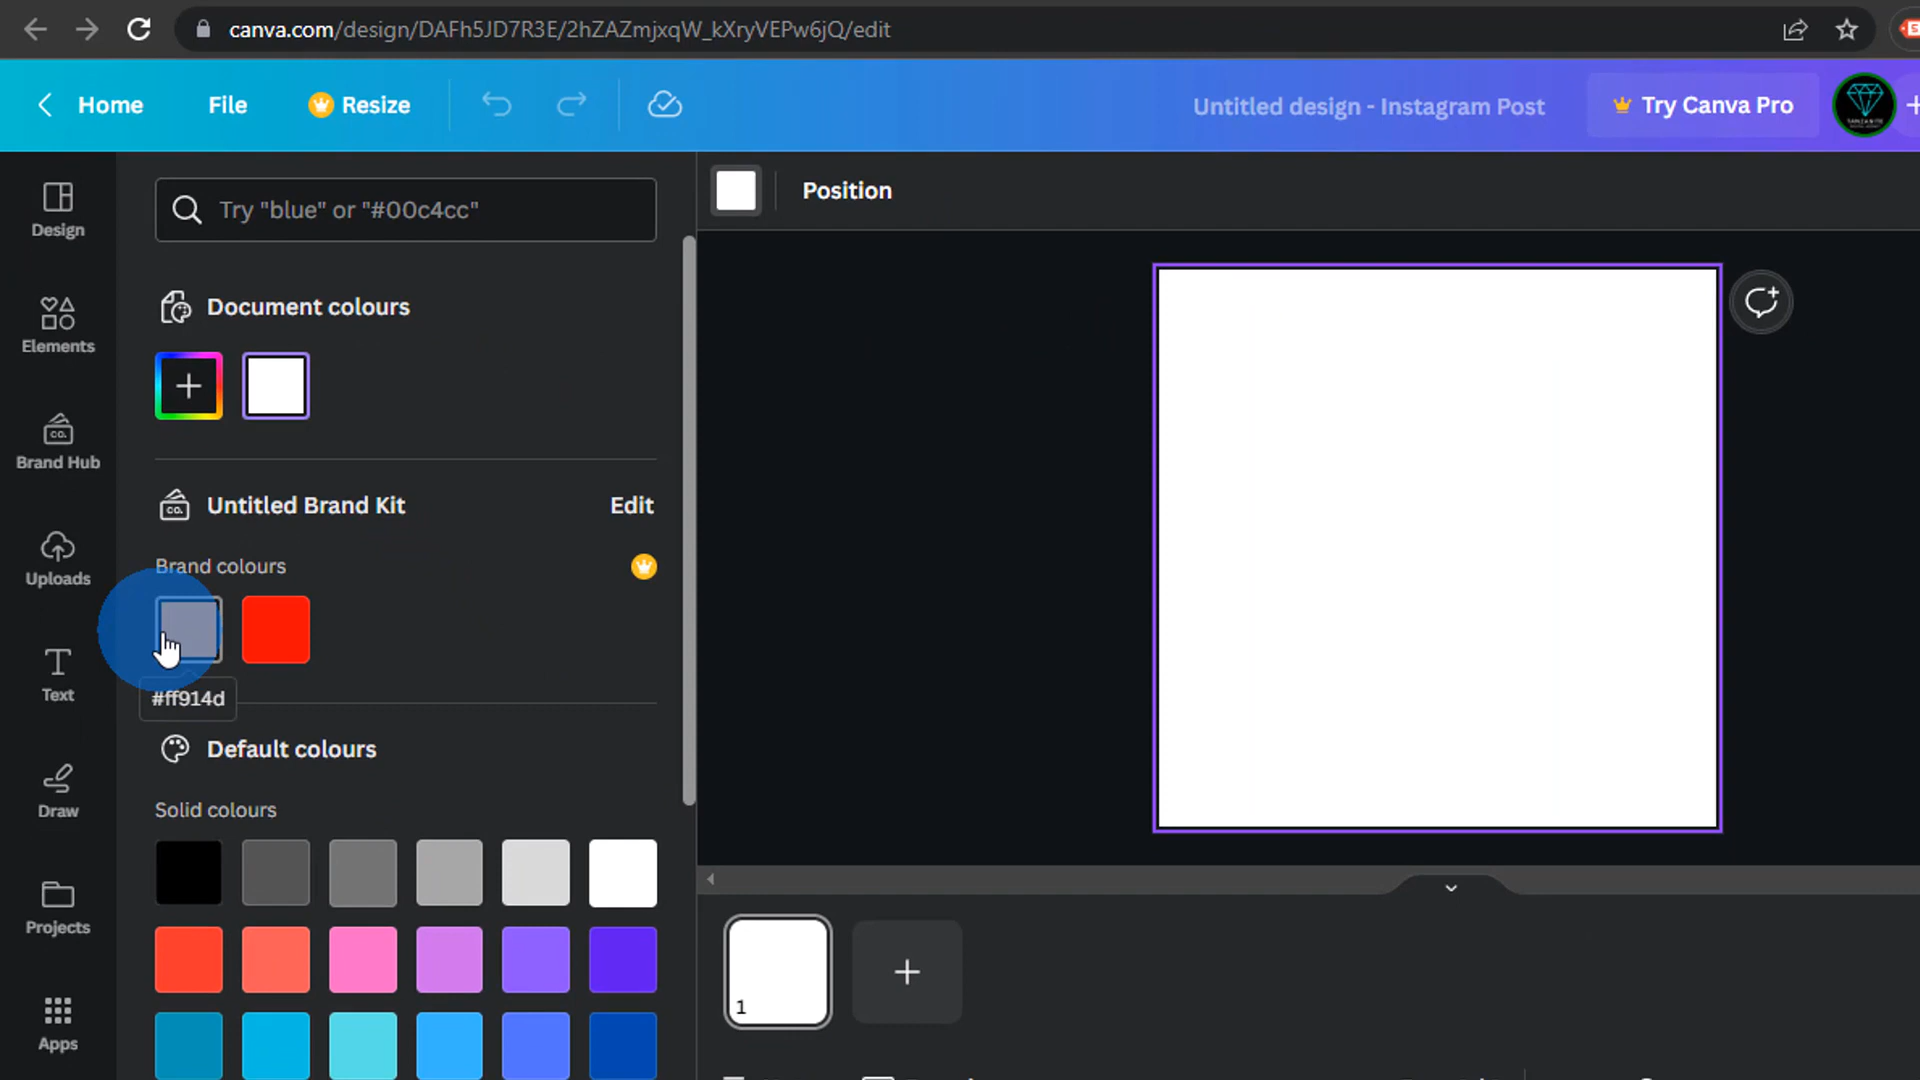 canva.com/design/DAFh5JD7R3E/2hZAZmjxqW_kXryVEPw6jQ/edit
Home
File
Resize
Untitled design - Instagram Post
Try Canva Pro
Design
Elements
Brand Hub
Uploads
Text
Draw
Projects
Apps
Try "blue" or "#00c4cc"
Document colours
CO.
Untitled Brand Kit
Edit
Brand colours
#ff914d
Default colours
Solid colours
Position
1